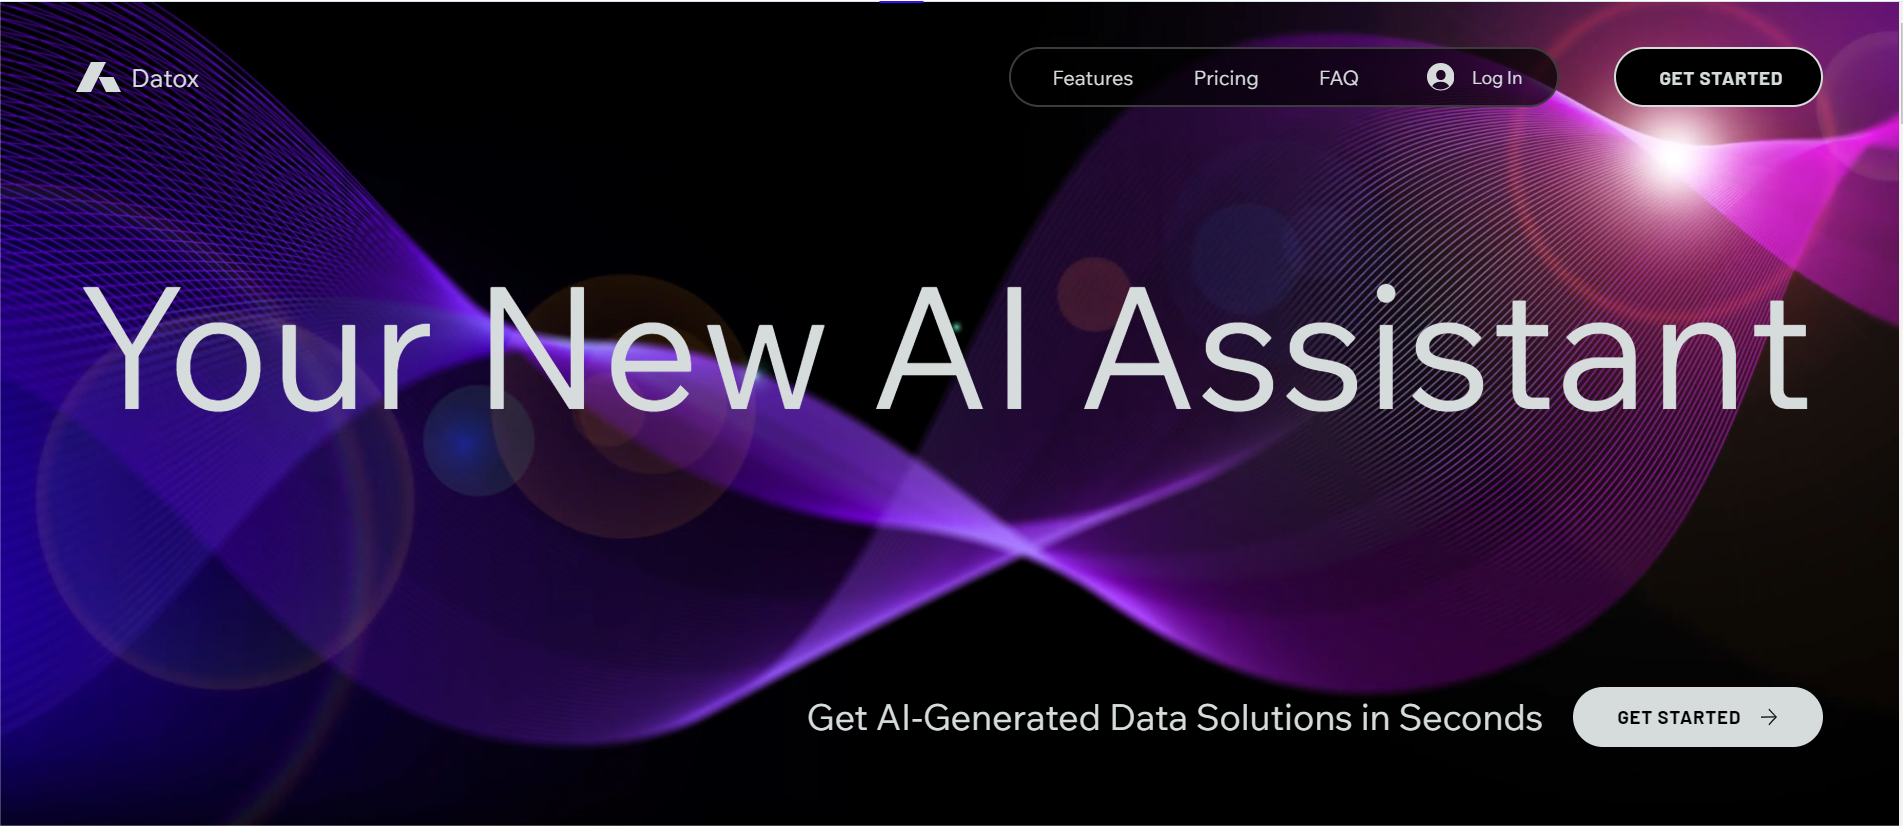 Datox
Features Pricing FAQ Log In GET STARTED
Your New AI Assistant
Get AI-Generated Data Solutions in Seconds GET STARTED